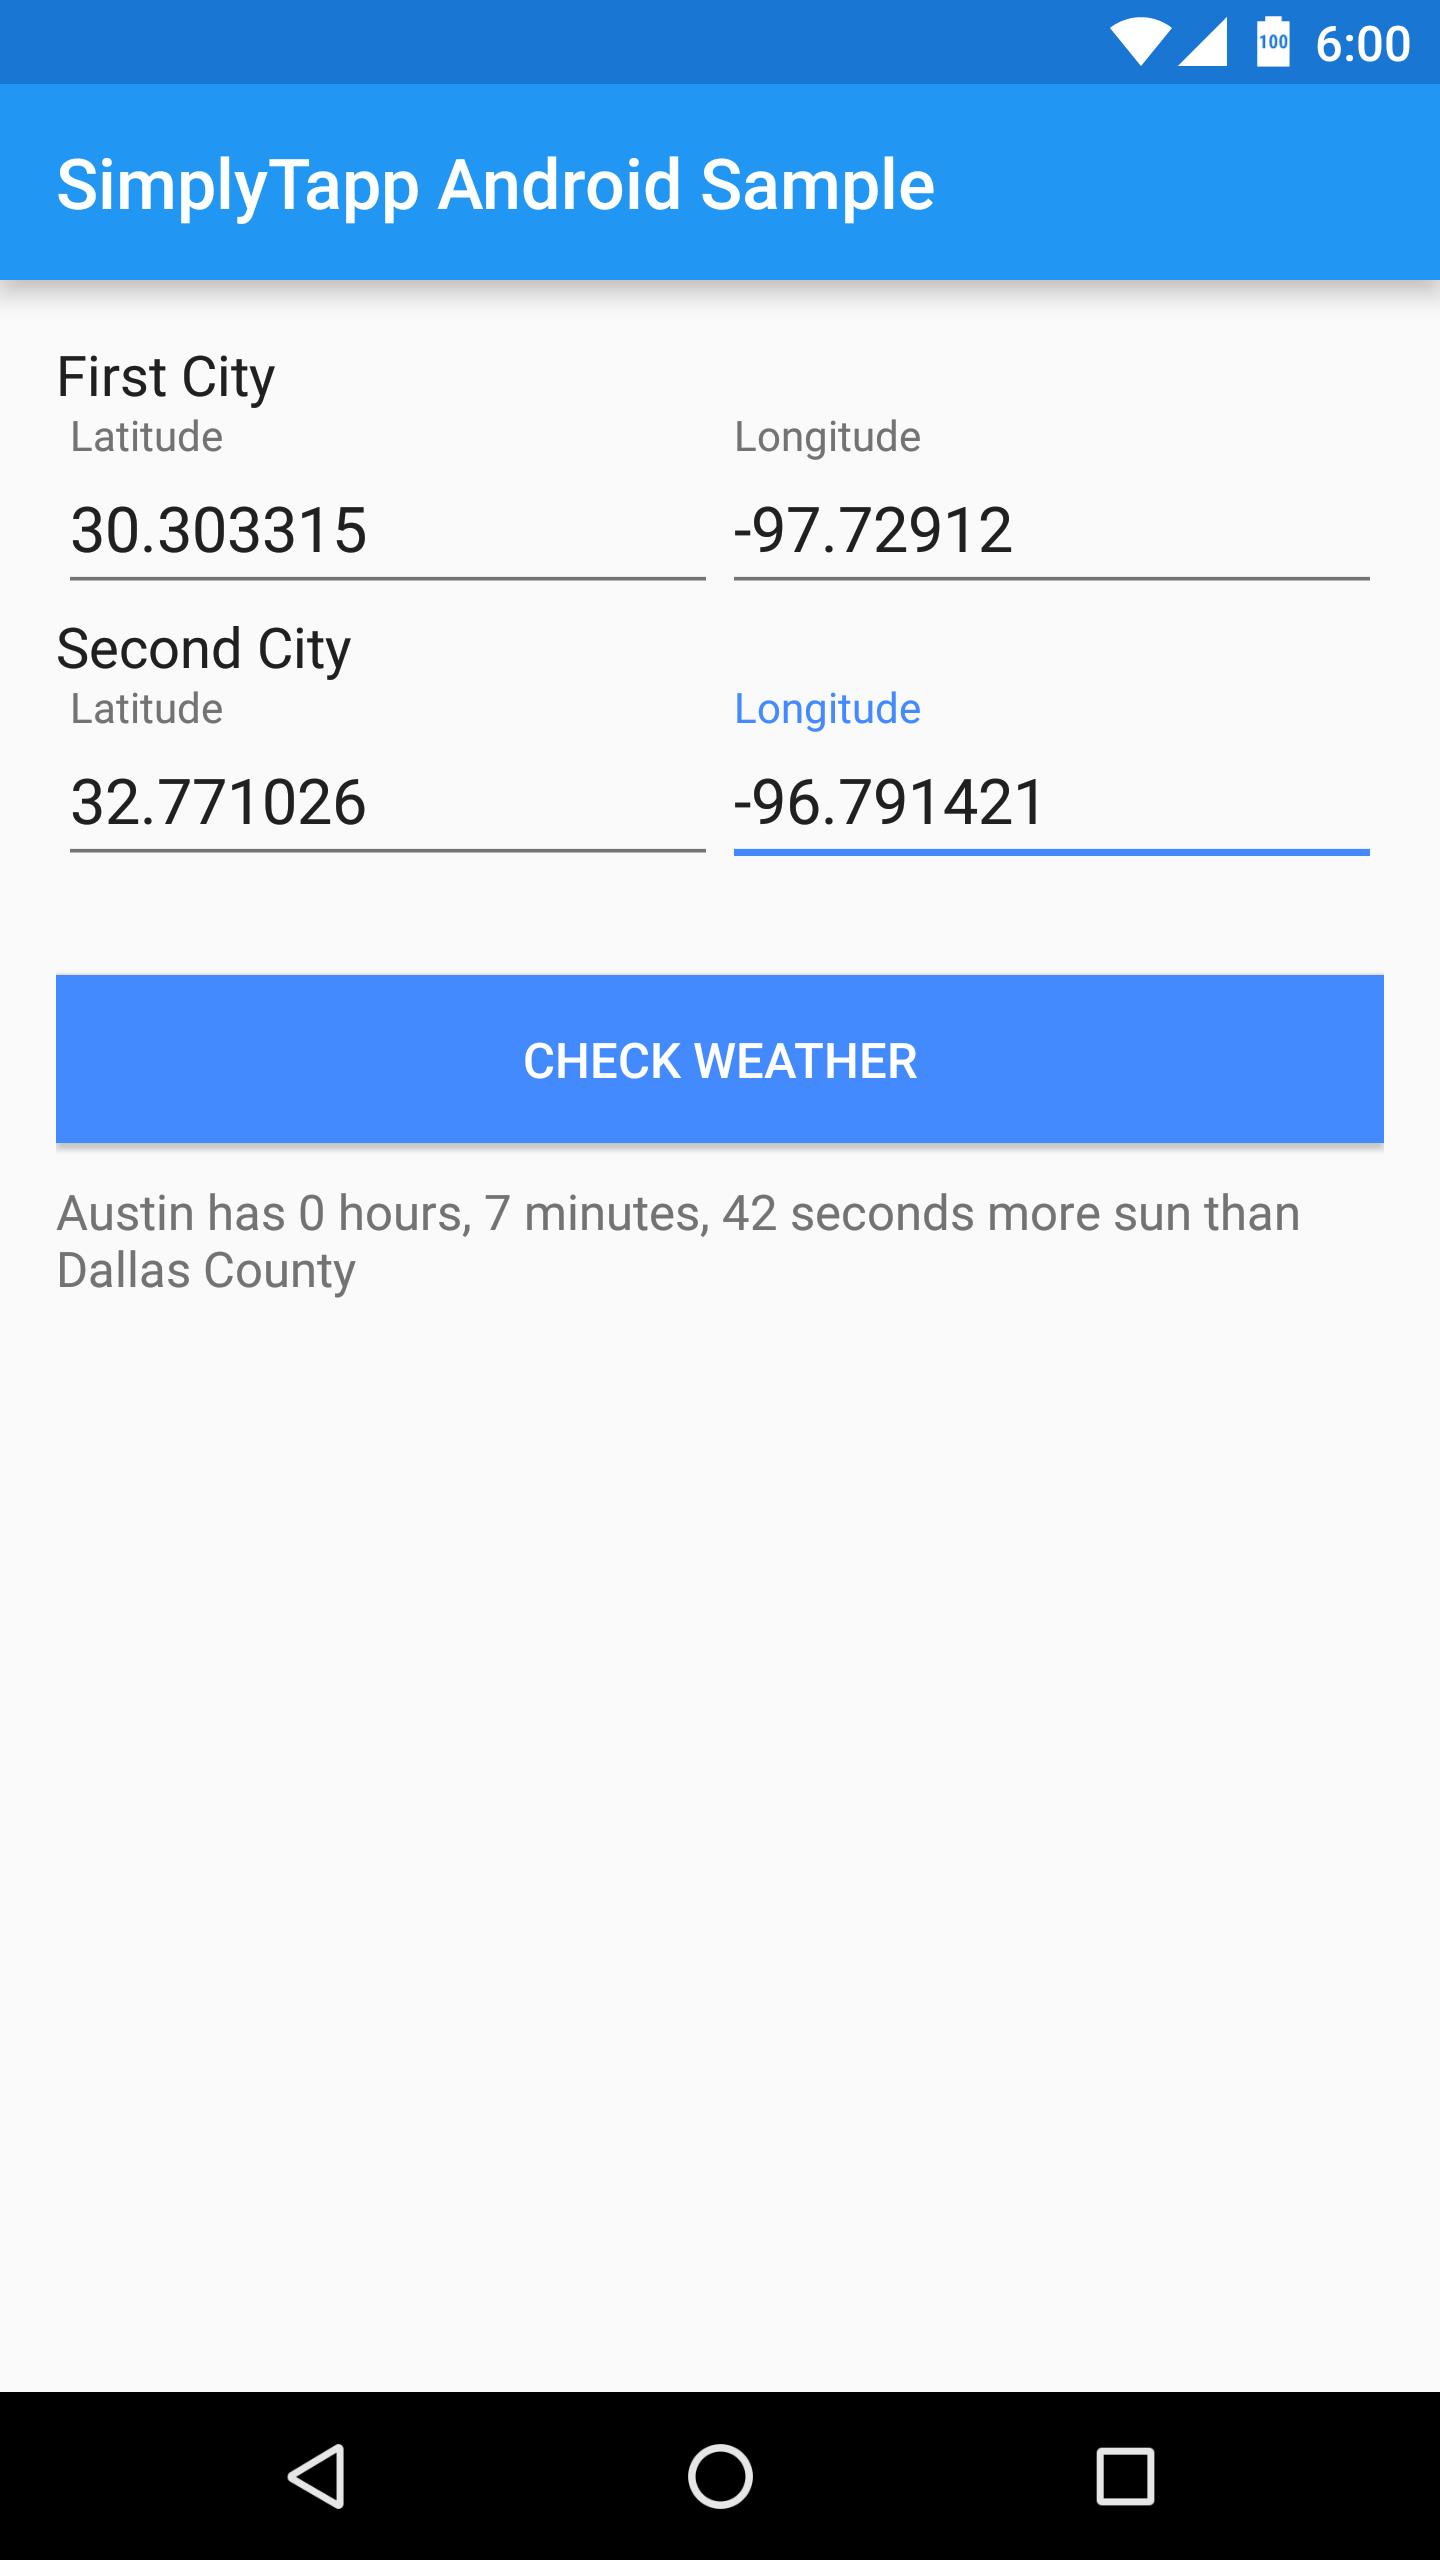 100 6:00
SimplyTapp Android Sample
First City
Latitude Longitude
30.303315 -97.72912
Second City
Latitude Longitude
32.771026 -96.791421
CHECK WEATHER
Austin has 0 hours, 7 minutes, 42 seconds more sun than
Dallas County